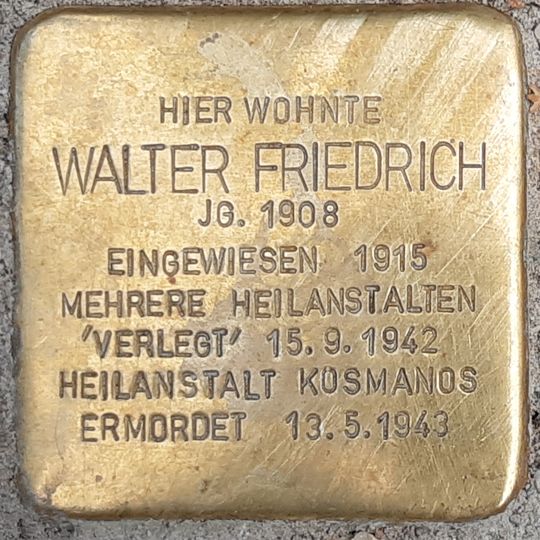 HIER WOHNTE
WALTER FRIEDRICH
JG. 1908
EINGEWIESEN 1915
MEHRERE HEILANSTALTEN
'VERLEGT' 15.9.1942
HEILANSTALT KOSMANOS
ERMORDET 13.5.1943